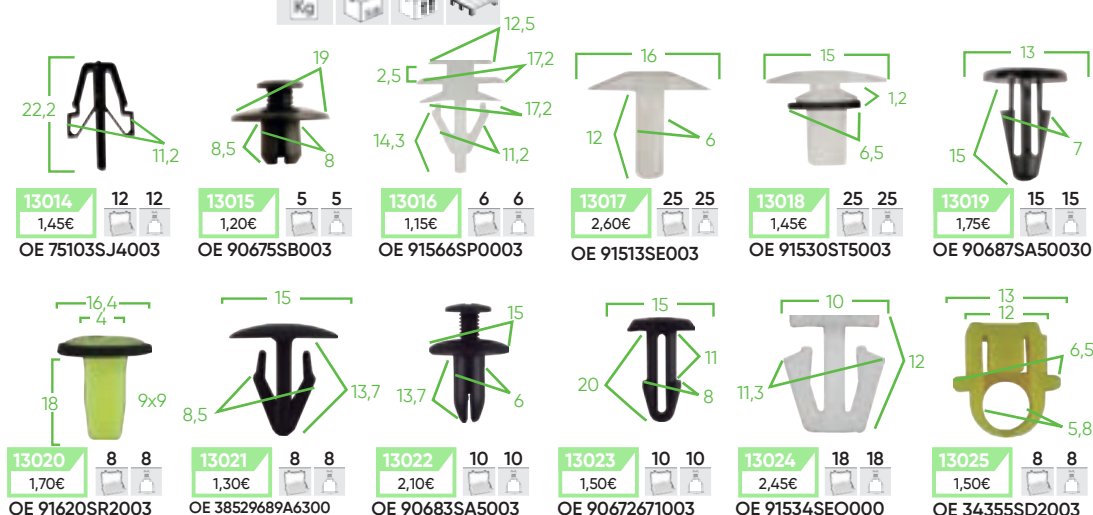 Kg
22,2
11,2
13014 12 12
1,45€
OE 75103SJ4003
19
8,5
8
13015 5 5
1,20€
OE 90675SB003
12,5
17,2
2,5
17,2
14,3
11,2
13016 6 6
1,15€
OE 91566SP0003
16
12
6
13017 25 25
2,60€
OE 91513SE003
15
1,2
6,5
13018 25 25
1,45€
OE 91530ST5003
13
15
7
13019 15 15
1,75€
OE 90687SA50030
16,4
4
18
9x9
13020 8 8
1,70€
OE 91620SR2003
15
8,5
13,7
13021 8 8
1,30€
OE 38529689A6300
15
13,7
6
13022 10 10
2,10€
OE 90683SA5003
15
11
20
8
13023 10 10
1,50€
OE 90672671003
10
12
11,3
13024 18 18
2,45€
OE 91534SEO000
13
12
6,5
5,8
13025 8 8
1,50€
OE 34355SD2003